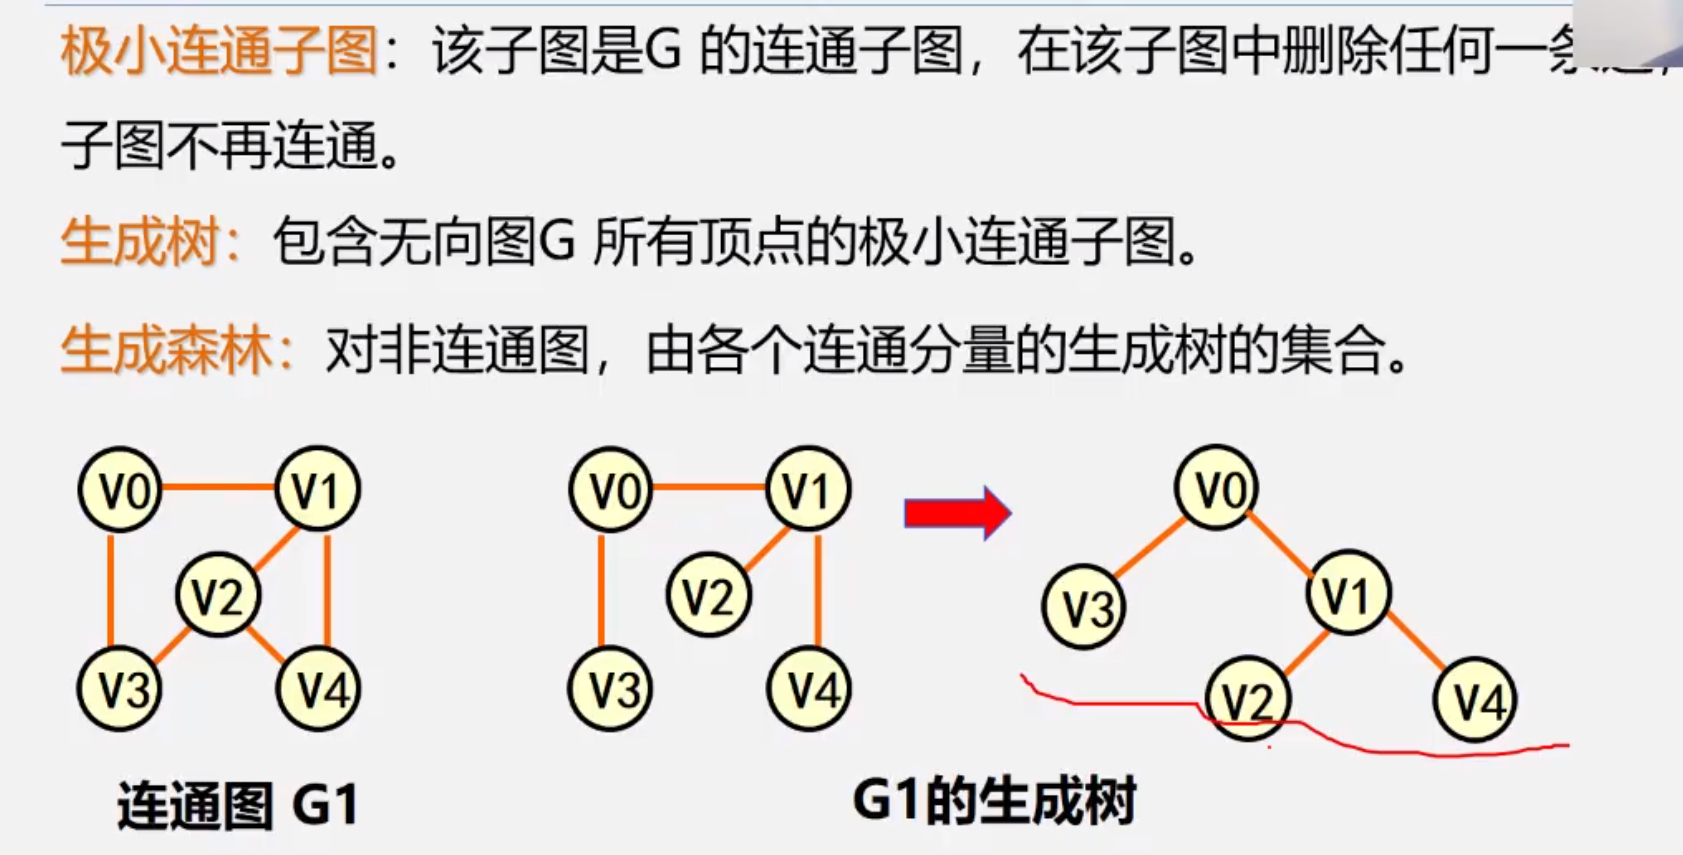 极小连通子图：该子图是G 的连通子图，在该子图中删除任何一条
子图不再连通。
生成树：包含无向图G 所有顶点的极小连通子图。
生成森林：对非连通图，由各个连通分量的生成树的集合。
V0 V1 V0 V1 V0
V2 V2 V3 V1
V3 V4 V3 V4 V2 V4
连通图 G1
G1的生成树